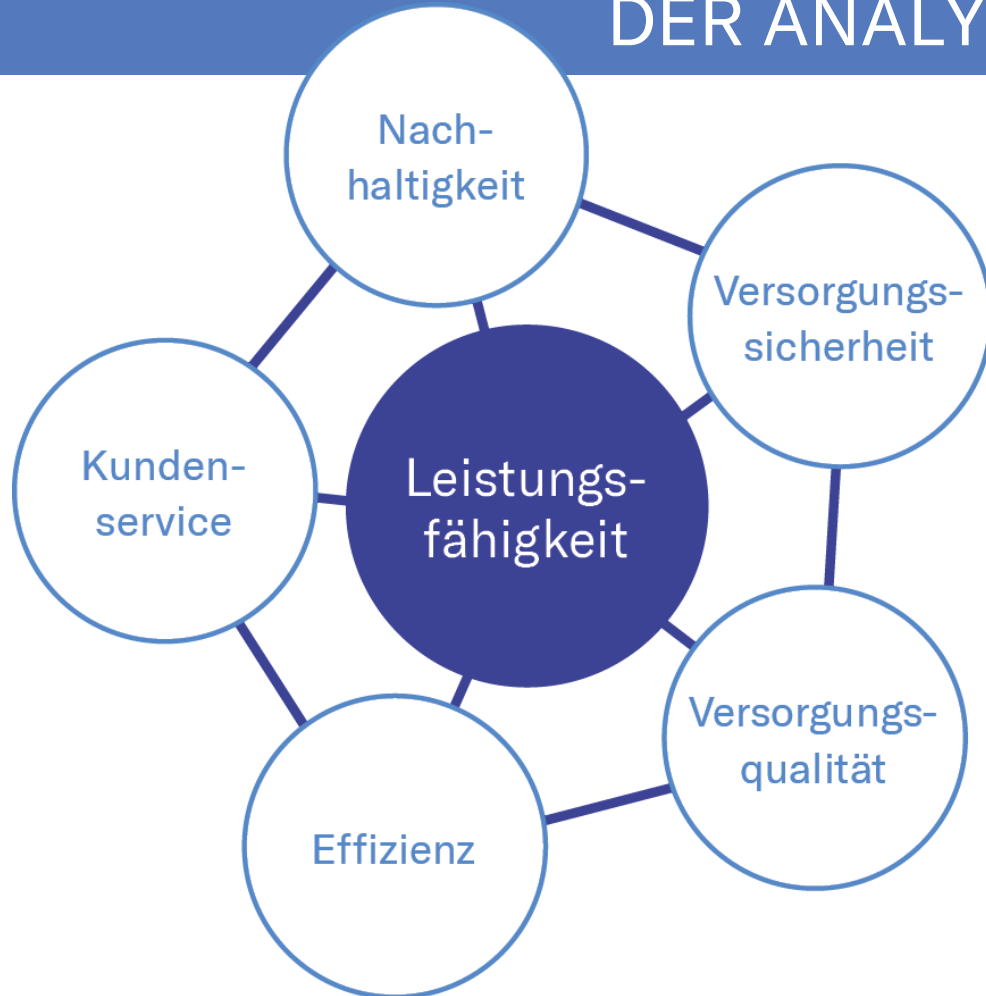 DER ANALY
Nach-
haltigkeit
Versorgungs-
sicherheit
Kunden-
service
Leistungs-
fähigkeit
Versorgungs-
qualität
Effizienz